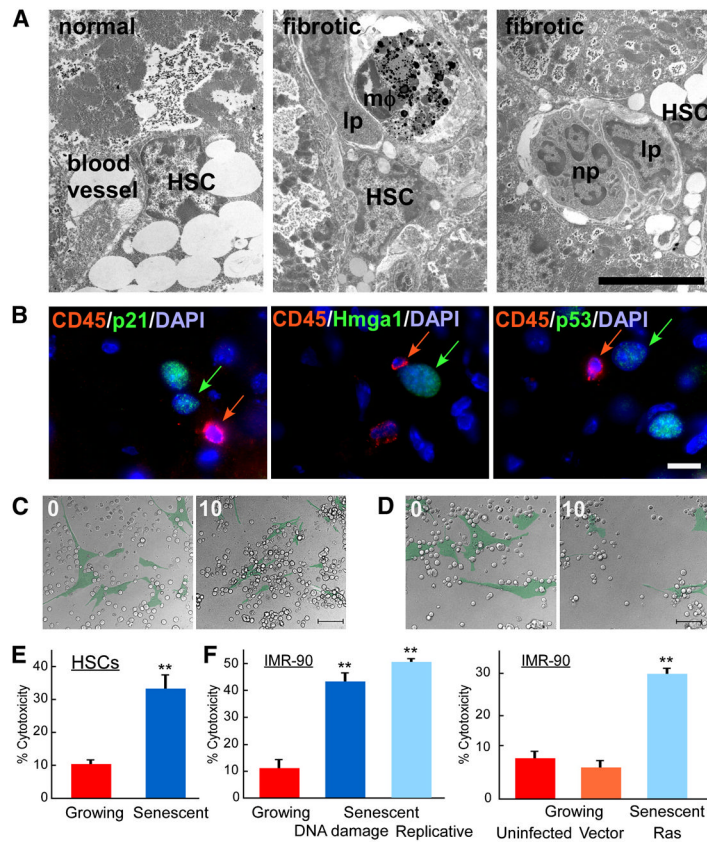 A
normal
blood
vessel
HSC
fibrotic
mϕ
lp
HSC
fibrotic
HSC
lp
np
B
CD45/p21/DAPI
CD45/Hmga1/DAPI
CD45/p53/DAPI
C
0
10
D
0
10
E
HSCs
% Cytotoxicity
40
30
20
10
0
**
Growing Senescent
F
IMR-90
% Cytotoxicity
50
40
30
20
10
0
**
**
Growing Senescent
DNA damage Replicative
IMR-90
% Cytotoxicity
30
20
10
0
**
Growing Senescent
Uninfected Vector Ras